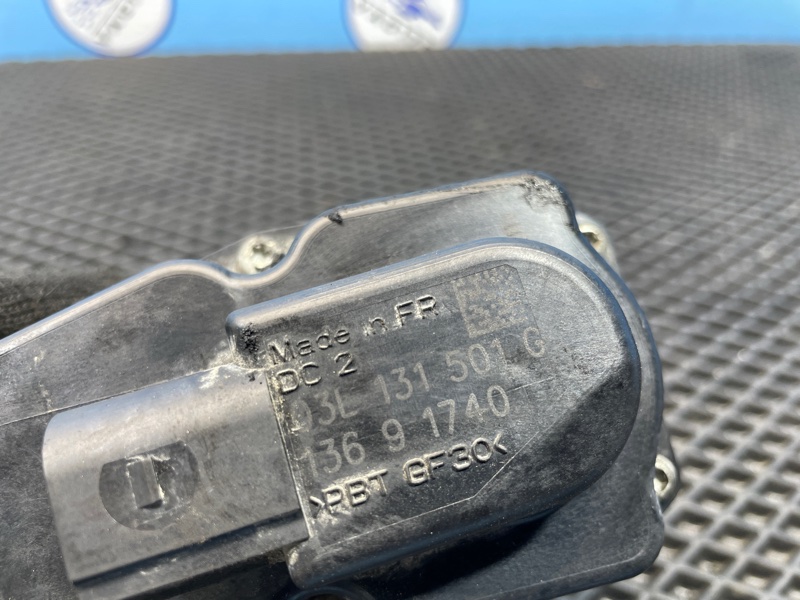 Made in FR
DC 2
03L 131 501 G
136 9 1740
>PBT GF30<